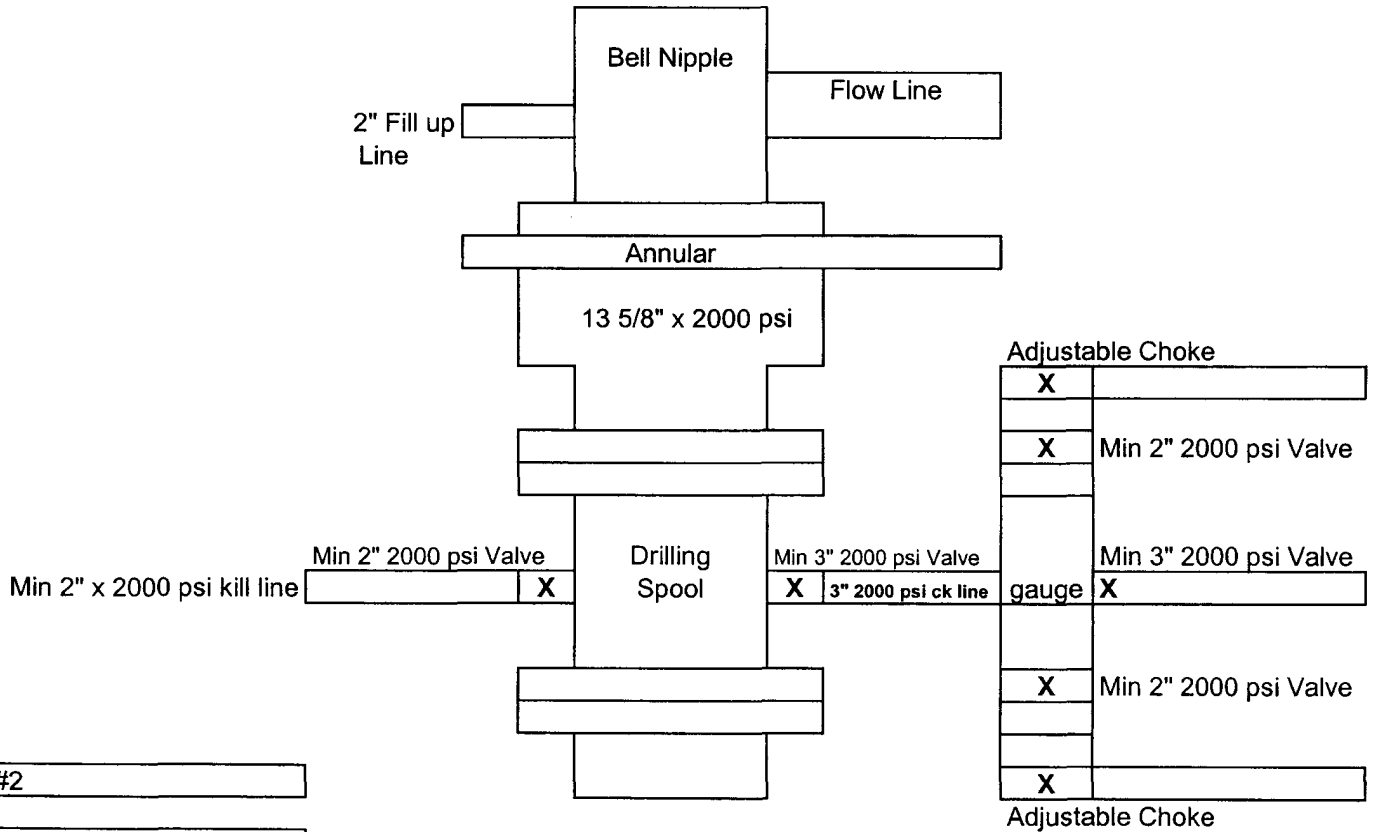 Bell Nipple
Flow Line
2" Fill up
Line
Annular
13 5/8" x 2000 psi
Adjustable Choke
X
X
Min 2" 2000 psi Valve
Min 2" 2000 psi Valve
Drilling
Min 3" 2000 psi Valve
Min 3" 2000 psi Valve
Min 2" x 2000 psi kill line
X
Spool
X
3" 2000 psi ck line
gauge
X
X
Min 2" 2000 psi Valve
#2
X
Adjustable Choke